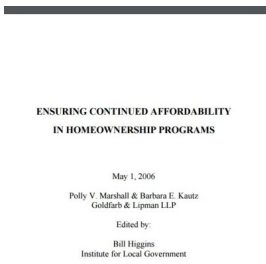 ENSURING CONTINUED AFFORDABILITY
IN HOMEOWNERSHIP PROGRAMS
May 1, 2006
Polly V. Marshall & Barbara E. Kautz
Goldfarb & Lipman LLP
Edited by:
Bill Higgins
Institute for Local Government